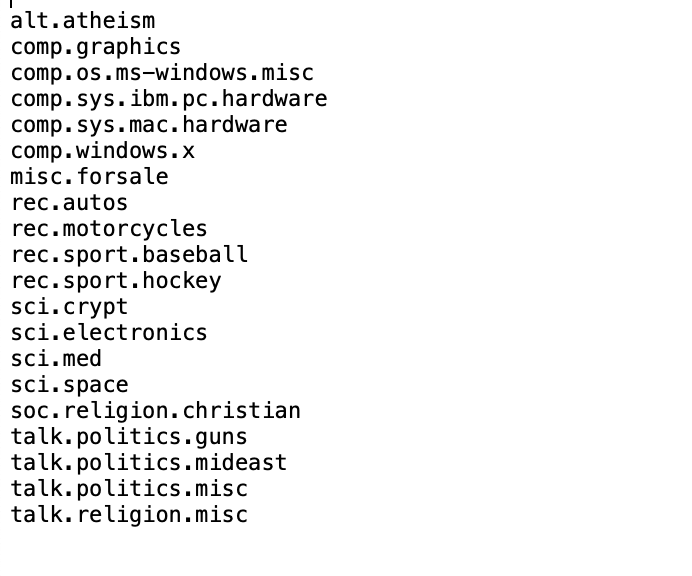 alt.atheism
comp.graphics
comp.os.ms-windows.misc
comp.sys.ibm.pc.hardware
comp.sys.mac.hardware
comp.windows.x
misc.forsale
rec.autos
rec.motorcycles
rec.sport.baseball
rec.sport.hockey
sci.crypt
sci.electronics
sci.med
sci.space
soc.religion.christian
talk.politics.guns
talk.politics.mideast
talk.politics.misc
talk.religion.misc